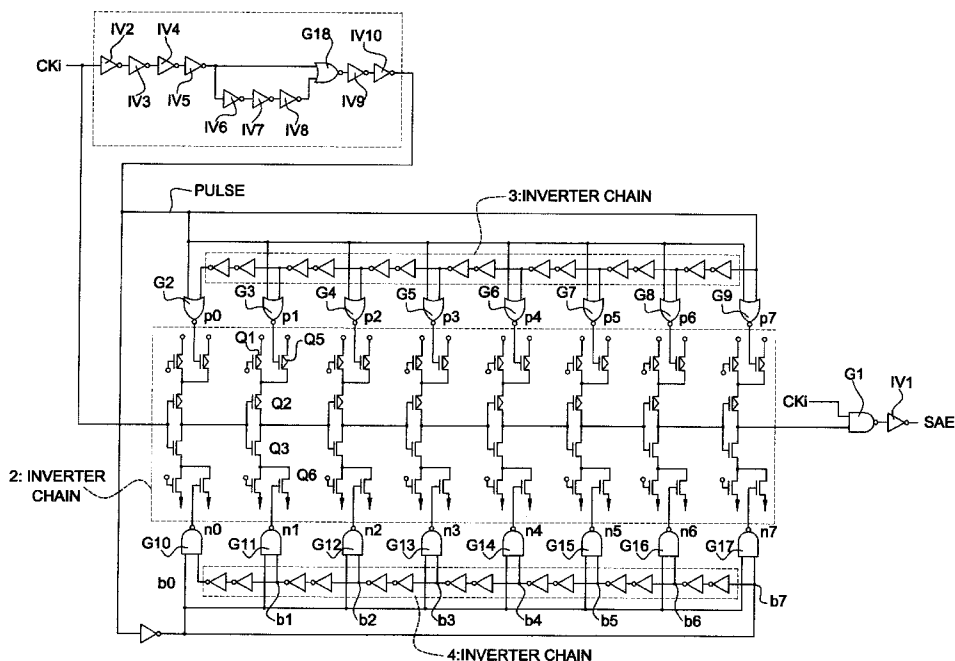 IV2 IV4 G18 IV10
CKi
IV3 IV5 IV9
IV6 IV7 IV8
PULSE
3:INVERTER CHAIN
G2 G3 G4 G5 G6 G7 G8 G9
p0 p1 p2 p3 p4 p5 p6 p7
Q1 Q5
Q2
CKi G1 IV1
SAE
Q3
Q6
2: INVERTER
CHAIN
n0 n1 n2 n3 n4 n5 n6 n7
G10 G11 G12 G13 G14 G15 G16 G17
b0
b1 b2 b3 b4 b5 b6 b7
4:INVERTER CHAIN